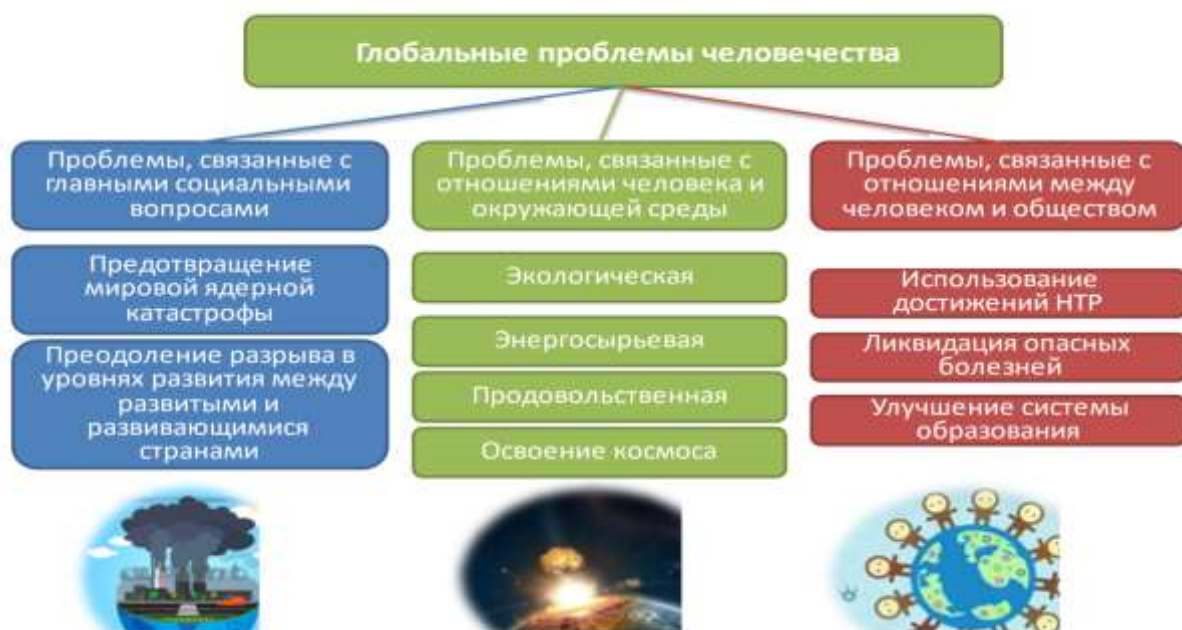 Глобальные проблемы человечества
Проблемы, связанные с
главными социальными
вопросами
Предотвращение
мировой ядерной
катастрофы
Преодоление разрыва в
уровнях развития между
развитыми и
развивающимися
странами
Проблемы, связанные с
отношениями человека и
окружающей среды
Экологическая
Энергосырьевая
Продовольственная
Освоение космоса
Проблемы, связанные с
отношениями между
человеком и обществом
Использование
достижений НТР
Ликвидация опасных
болезней
Улучшение системы
образования